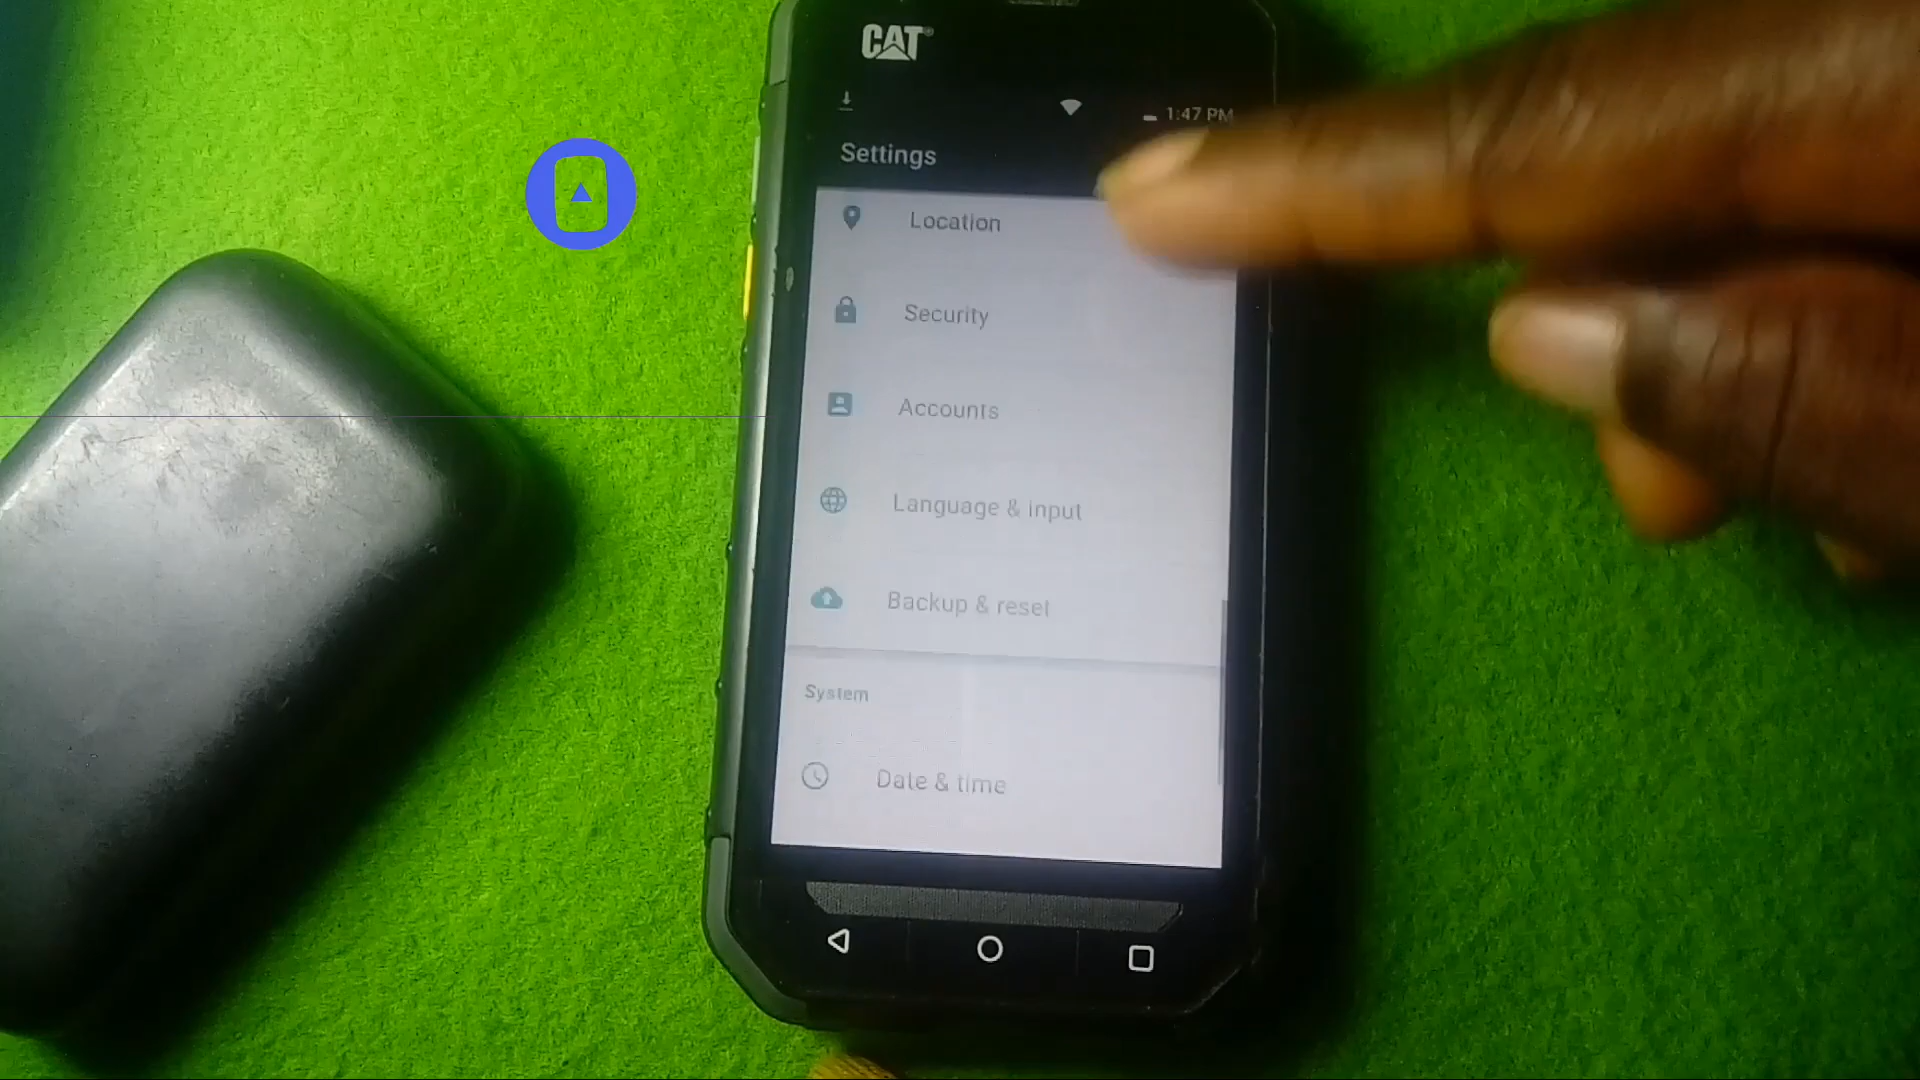 CAT®
1:47 PM
Settings
Location
Security
Accounts
Language & input
Backup & reset
System
Date & time